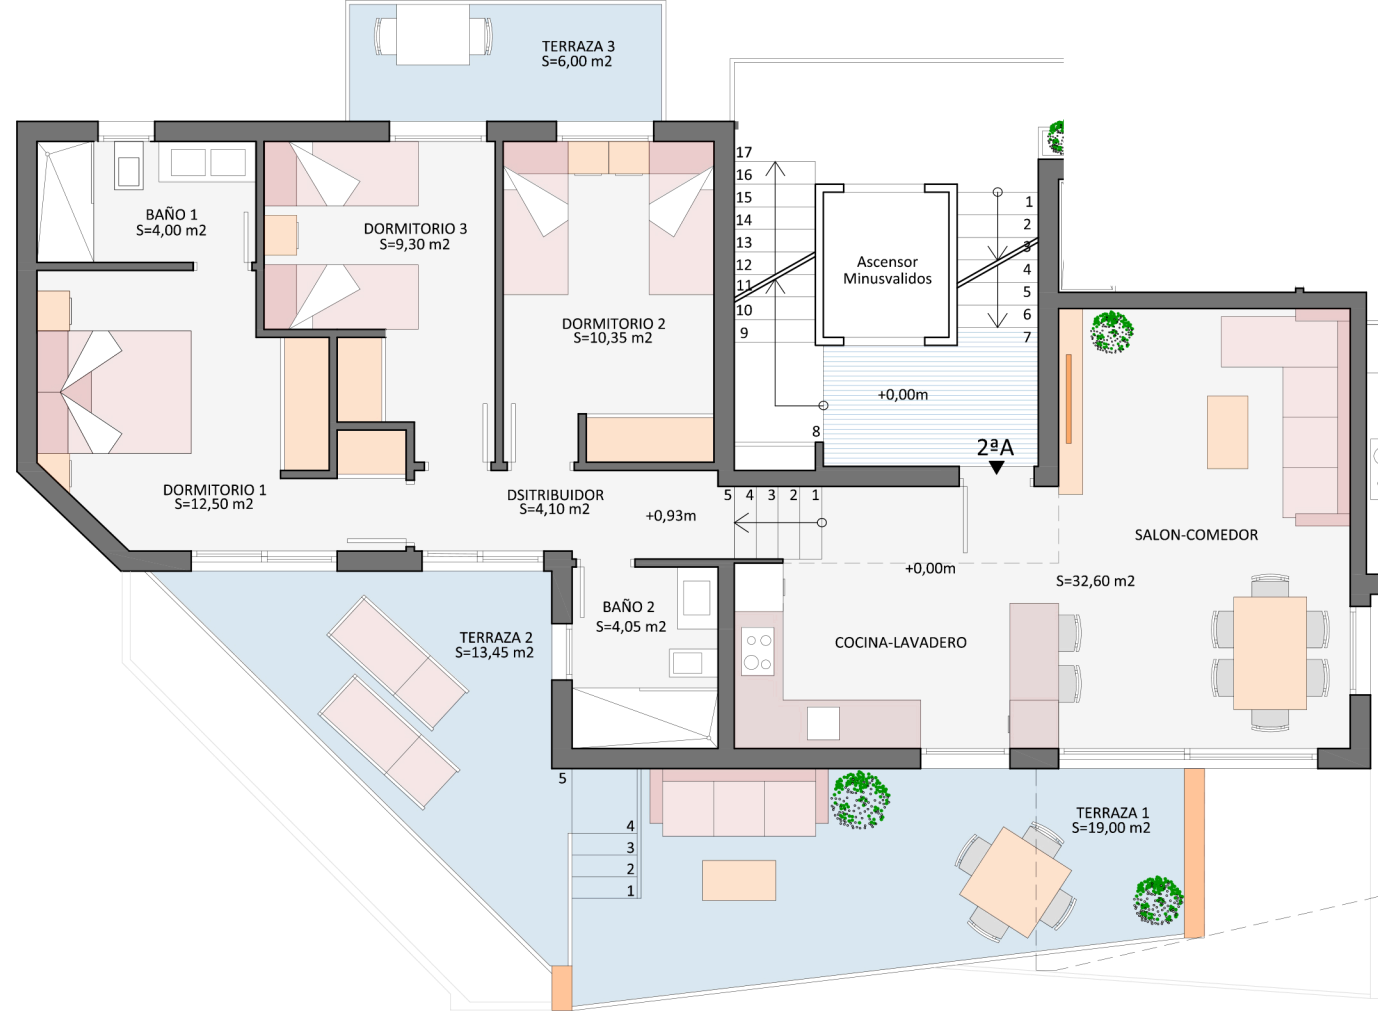 TERRAZA 3
S=6,00 m2
BAÑO 1
S=4,00 m2
DORMITORIO 3
S=9,30 m2
DORMITORIO 2
S=10,35 m2
17
16
15
14
13
12
11
10
9
8
Ascensor
Minusvalidos
1
2
3
4
5
6
7
+0,00m
2ªA
DORMITORIO 1
S=12,50 m2
DSITRIBUIDOR
S=4,10 m2
+0,93m
5 4 3 2 1
SALON-COMEDOR
S=32,60 m2
+0,00m
COCINA-LAVADERO
BAÑO 2
S=4,05 m2
TERRAZA 2
S=13,45 m2
5
4
3
2
1
TERRAZA 1
S=19,00 m2